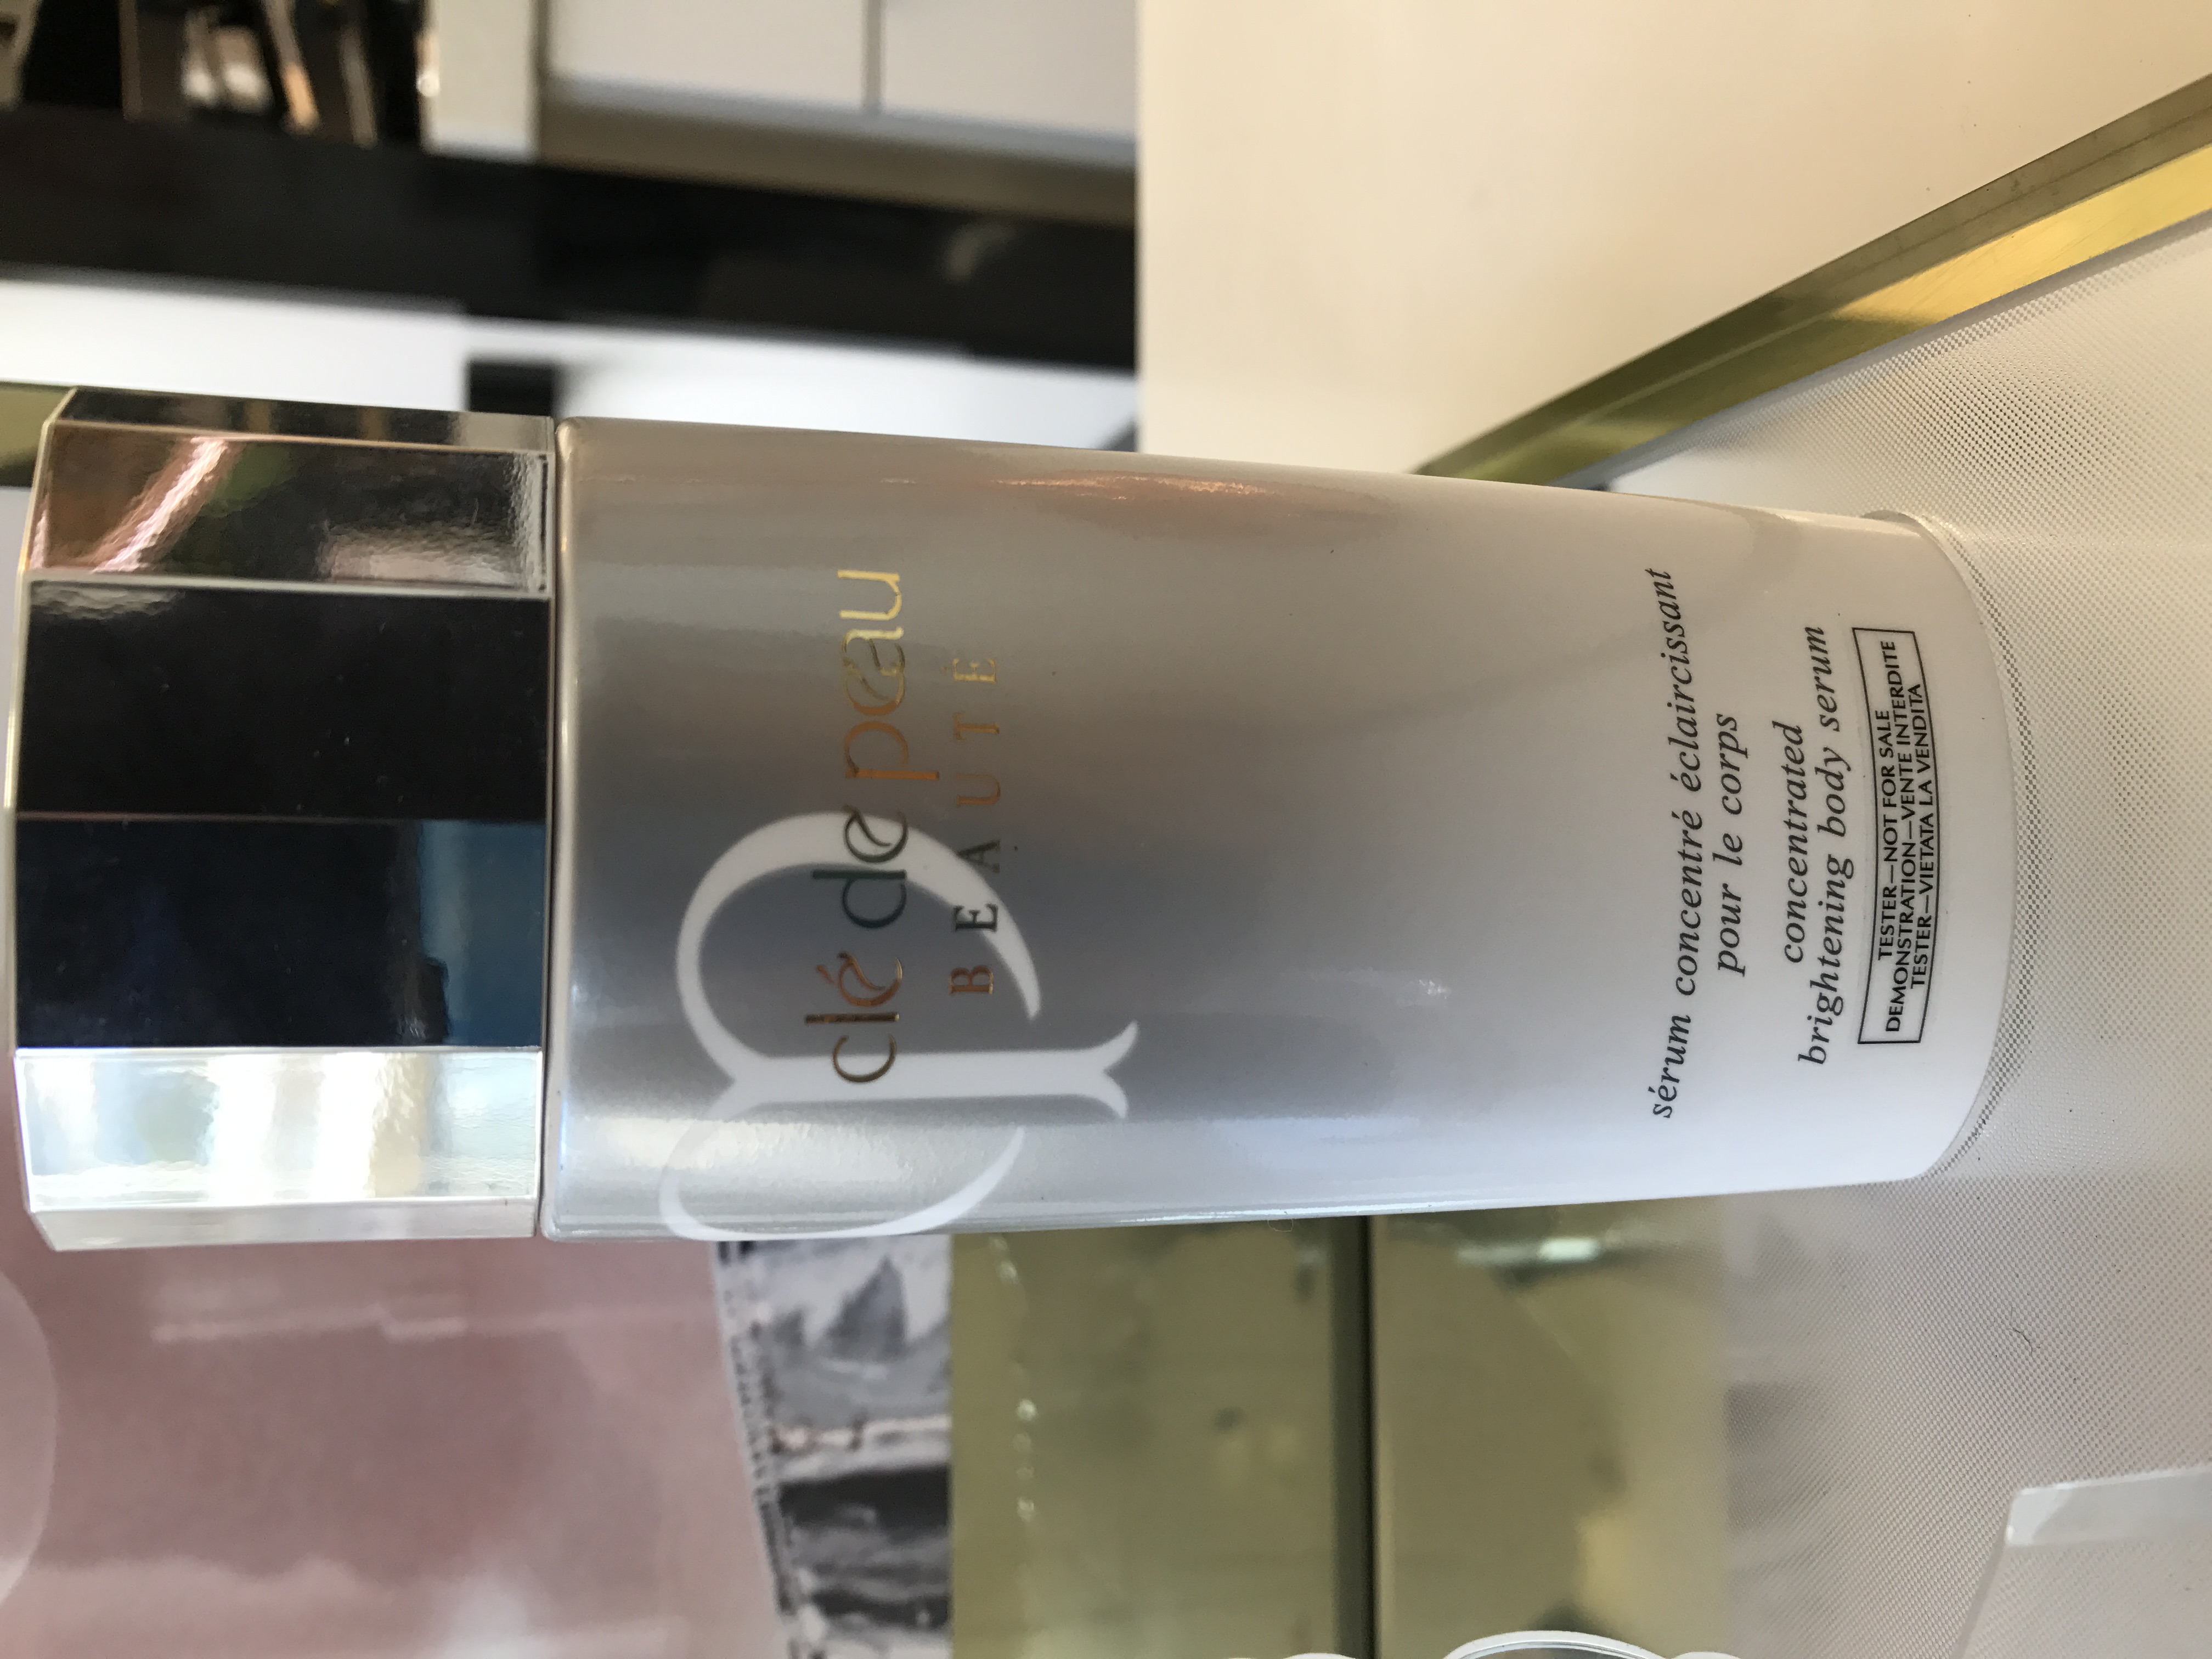 clé de peau
BEAUTÉ
sérum concentré éclaircissant
pour le corps
concentrated
brightening body serum
TESTER—NOT FOR SALE
DEMONSTRATION—VENTE INTERDITE
TESTER—VIETATA LA VENDITA